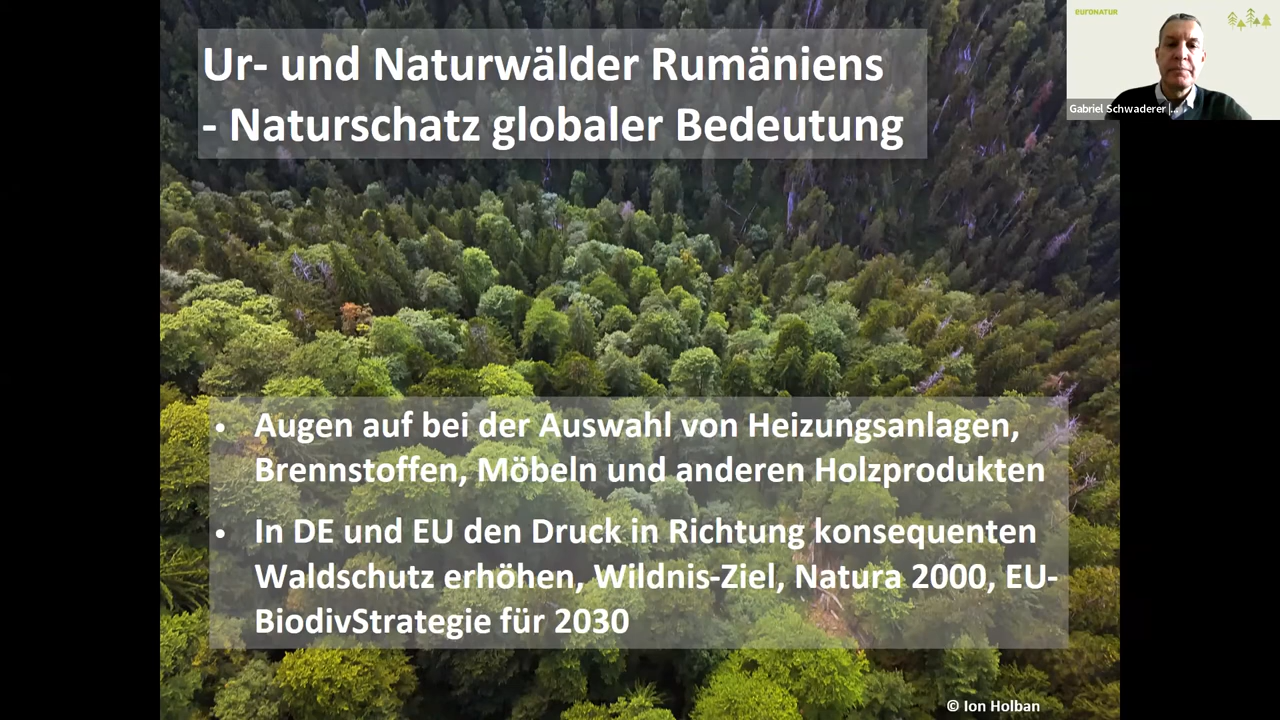 Ur- und Naturwälder Rumäniens
- Naturschatz globaler Bedeutung
euronatur
Gabriel Schwaderer |...
• Augen auf bei der Auswahl von Heizungsanlagen,
Brennstoffen, Möbeln und anderen Holzprodukten
• In DE und EU den Druck in Richtung konsequenten
Waldschutz erhöhen, Wildnis-Ziel, Natura 2000, EU-
BiodivStrategie für 2030
© Ion Holban